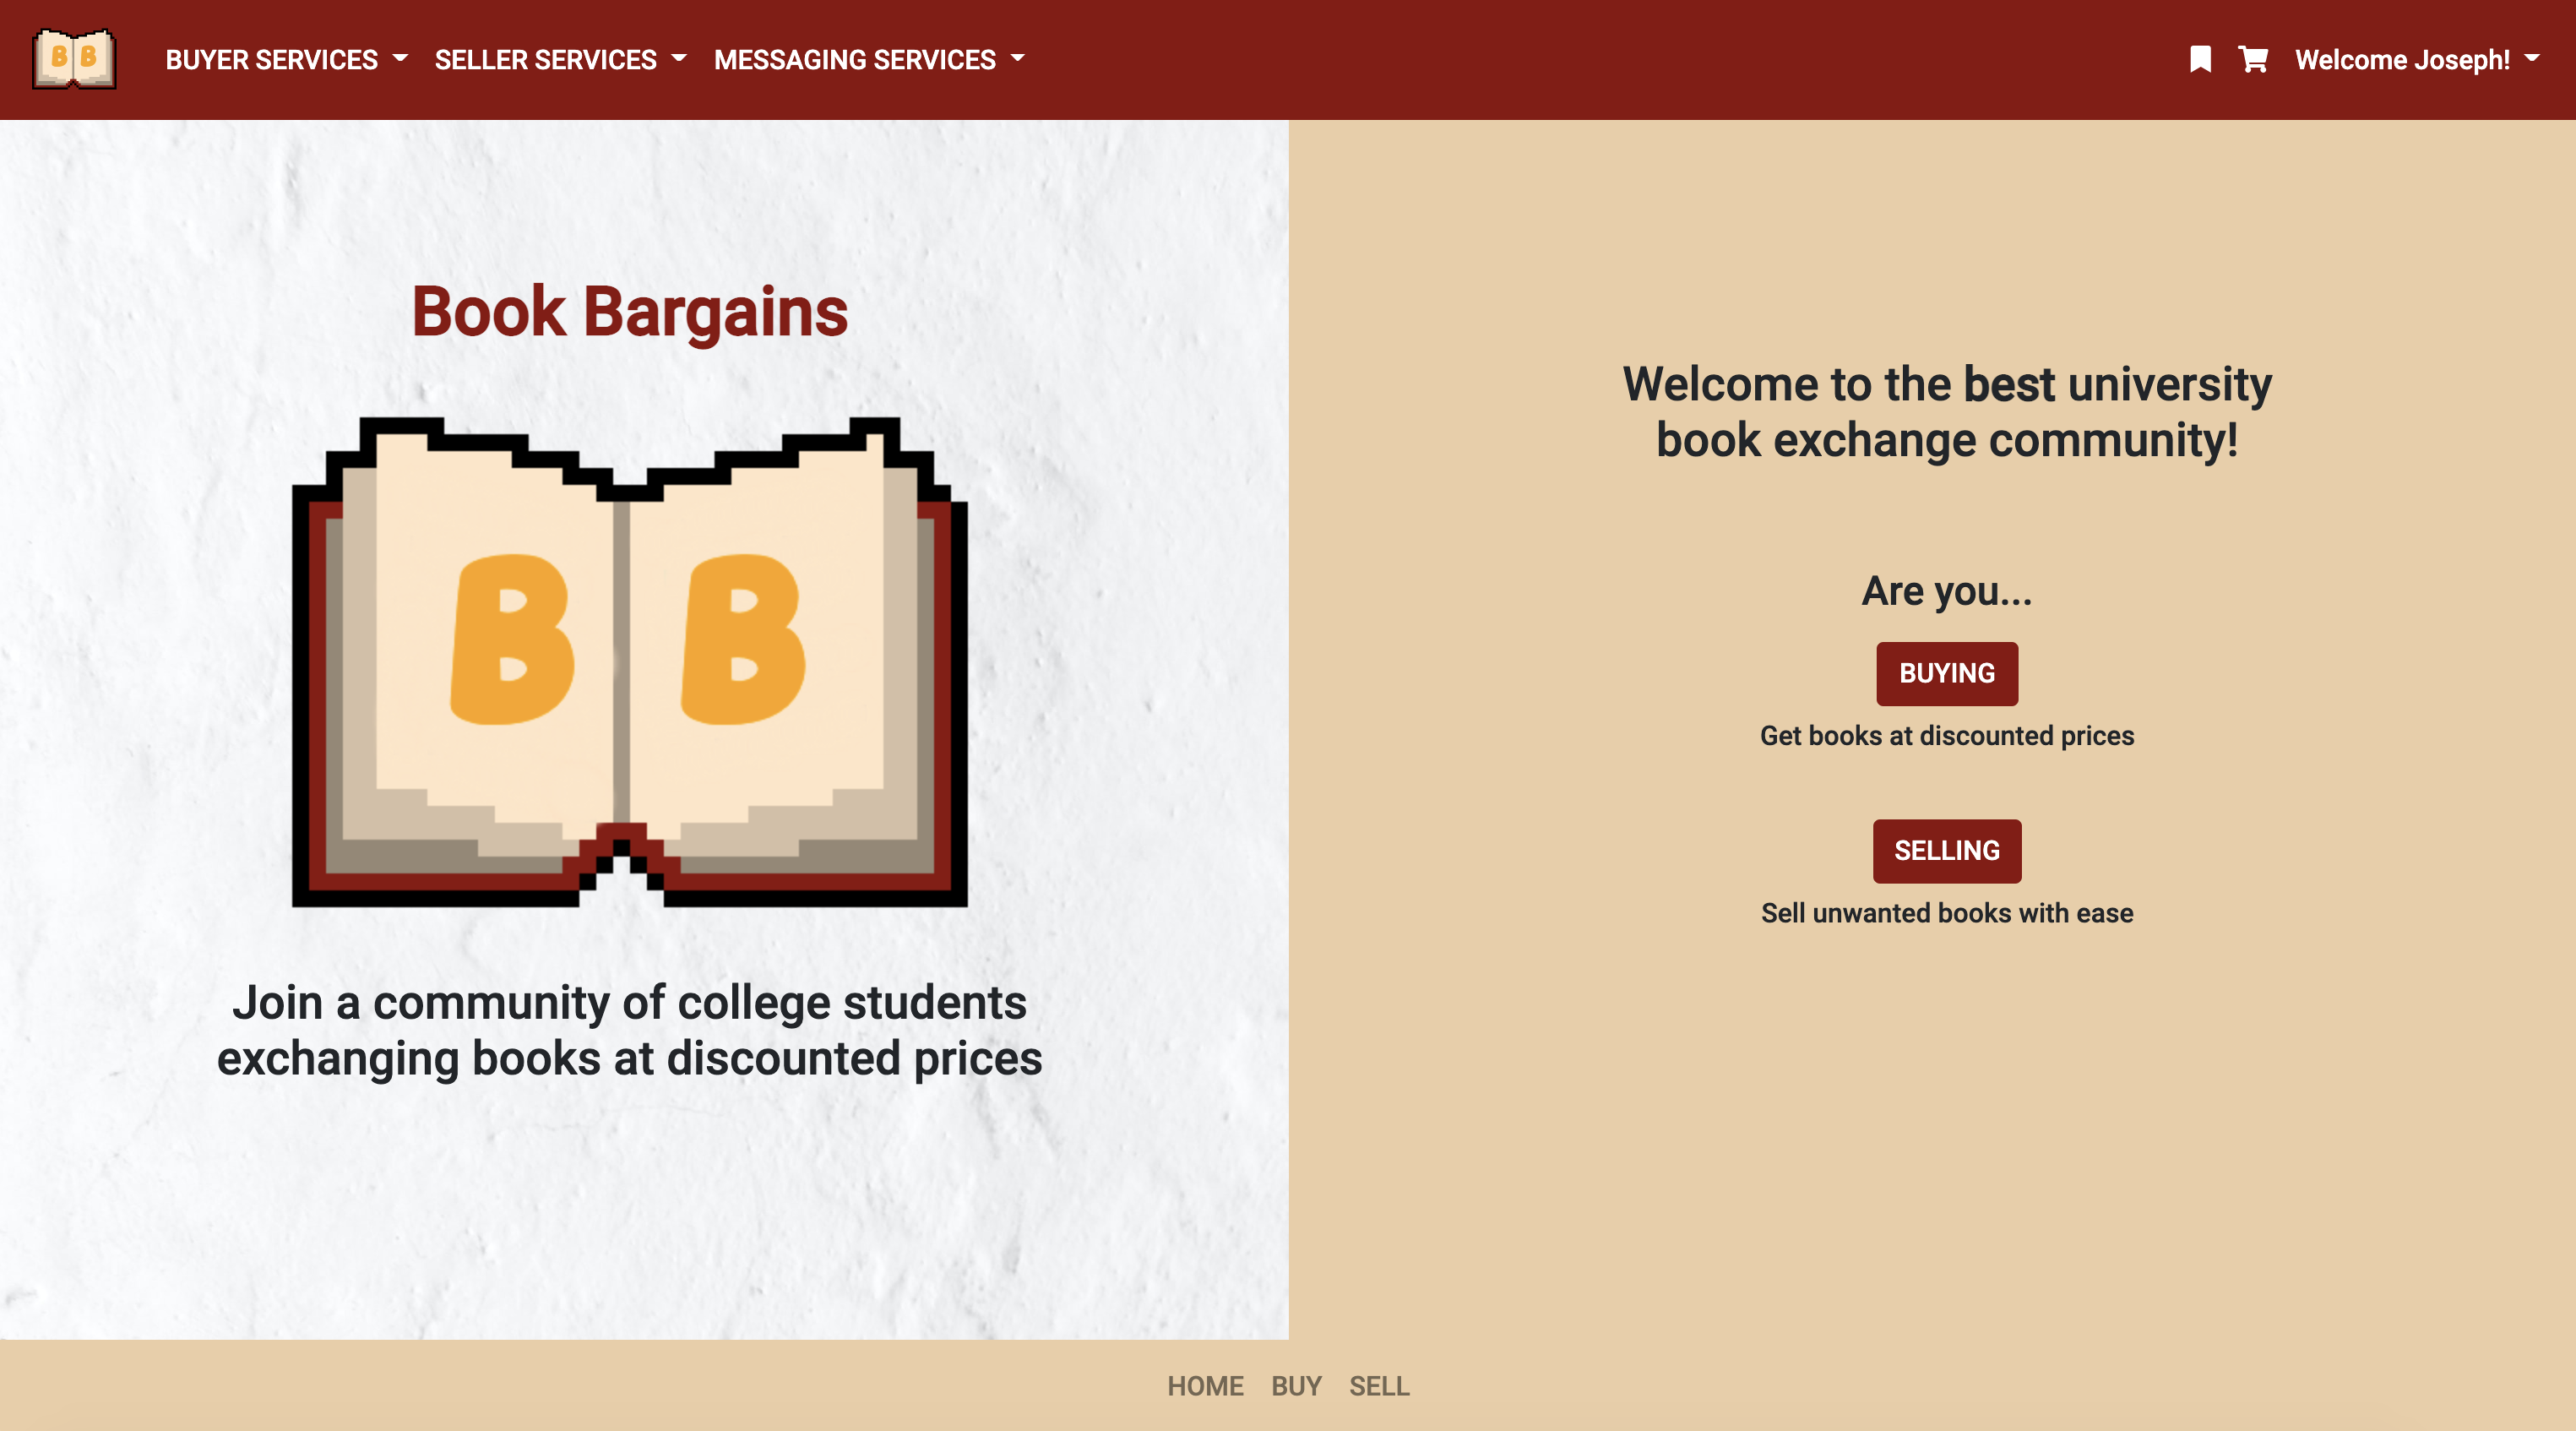 B B
BUYER SERVICES
SELLER SERVICES
MESSAGING SERVICES
Welcome Joseph!
Book Bargains
B B
Join a community of college students
exchanging books at discounted prices
Welcome to the best university
book exchange community!
Are you...
BUYING
Get books at discounted prices
SELLING
Sell unwanted books with ease
HOME BUY SELL